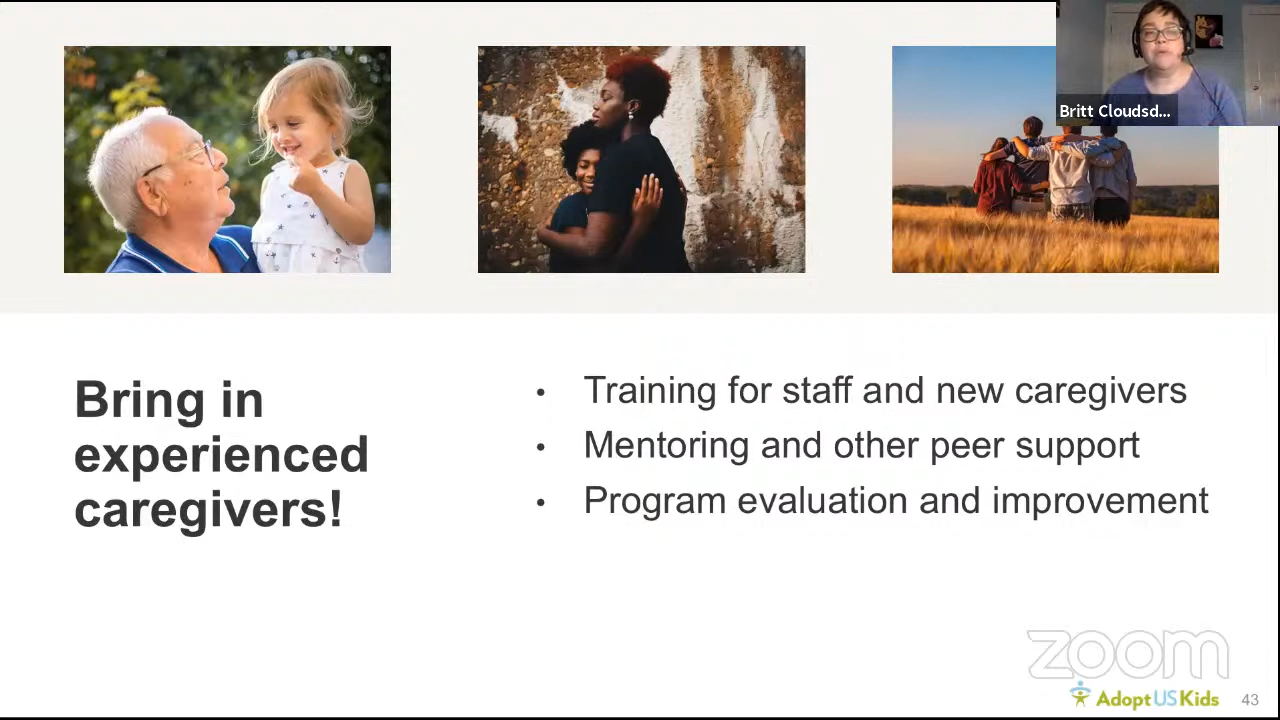 Britt Cloudsd...
Bring in
experienced
caregivers!
• Training for staff and new caregivers
• Mentoring and other peer support
• Program evaluation and improvement
zoom
AdoptUSKids
43